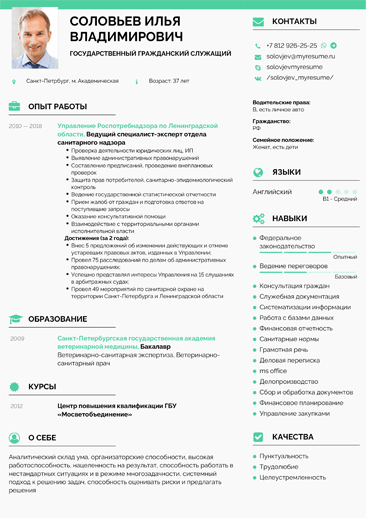 СОЛОВЬЕВ ИЛЬЯ
ВЛАДИМИРОВИЧ
ГОСУДАРСТВЕННЫЙ ГРАЖДАНСКИЙ СЛУЖАЩИЙ
Санкт-Петрбург, м. Академическая
Возраст: 37 лет
ОПЫТ РАБОТЫ
2010 — 2018
Управление Роспотребнадзора по Ленинградской
области. Ведущий специалист-эксперт отдела
санитарного надзора
• Проверка деятельности юридических лиц, ИП
• Выявление административных правонарушений
• Составление предписаний, проведение внеплановых
проверок
• Защита прав потребителей, санитарно-эпидемиологический
контроль
• Ведение государственной статистической отчетности
• Прием жалоб от граждан и подготовка ответов на
поступившие запросы
• Оказание консультативной помощи
• Взаимодействие с территориальными органами
исполнительной власти
Достижения (за 2 года):
• Внес 5 предложений об изменении действующих и отмене
устаревших правовых актов, изданных в Управлении;
• Провел 75 расследований по делам об административных
правонарушениях;
• Успешно представлял интересы Управления на 15 слушаниях
в арбитражных судах;
• Провел 49 мероприятий по санитарной охране на
территории Санкт-Петербурга и Ленинградской области
ОБРАЗОВАНИЕ
2009
Санкт-Петербургская государственная академия
ветеринарной медицины, Бакалавр
Ветеринарно-санитарная экспертиза, Ветеринарно-
санитарный врач
КУРСЫ
2012
Центр повышения квалификации ГБУ
«Мосветобъединение»
О СЕБЕ
Аналитический склад ума, организаторские способности, высокая
работоспособность, нацеленность на результат, способность работать в
нестандартных ситуациях и в режиме многозадачности, системный
подход к решению задач, способность оценивать риски и предлагать
решения
КОНТАКТЫ
+7 812 926-25-25
solovjev@myresume.ru
solovjevmyresume
/solovjev_myresume/
Водительские права:
B, есть личное авто
Гражданство:
РФ
Семейное положение:
Женат, есть дети
ЯЗЫКИ
Английский
B1 - Средний
НАВЫКИ
Федеральное
законодательство
Опытный
Ведение переговоров
Базовый
Консультация граждан
Служебная документация
Систематизации информации
Работа с базами данных
Финансовая отчетность
Санитарные нормы
Грамотная речь
Деловая переписка
ms office
Делопроизводство
Сбор и обработка документов
Финансовое планирование
Управление закупками
КАЧЕСТВА
Пунктуальность
Трудолюбие
Целеустремленность